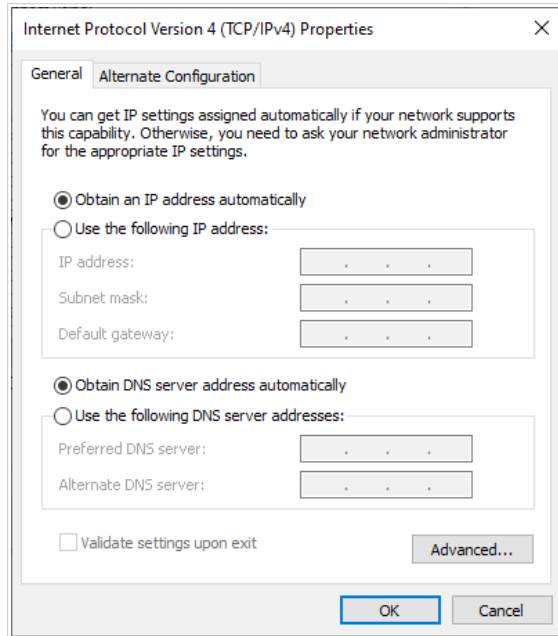 Internet Protocol Version 4 (TCP/IPv4) Properties
General
Alternate Configuration
You can get IP settings assigned automatically if your network supports
this capability. Otherwise, you need to ask your network administrator
for the appropriate IP settings.
Obtain an IP address automatically
Use the following IP address:
IP address:
Subnet mask:
Default gateway:
Obtain DNS server address automatically
Use the following DNS server addresses:
Preferred DNS server:
Alternate DNS server:
Validate settings upon exit
Advanced...
OK
Cancel